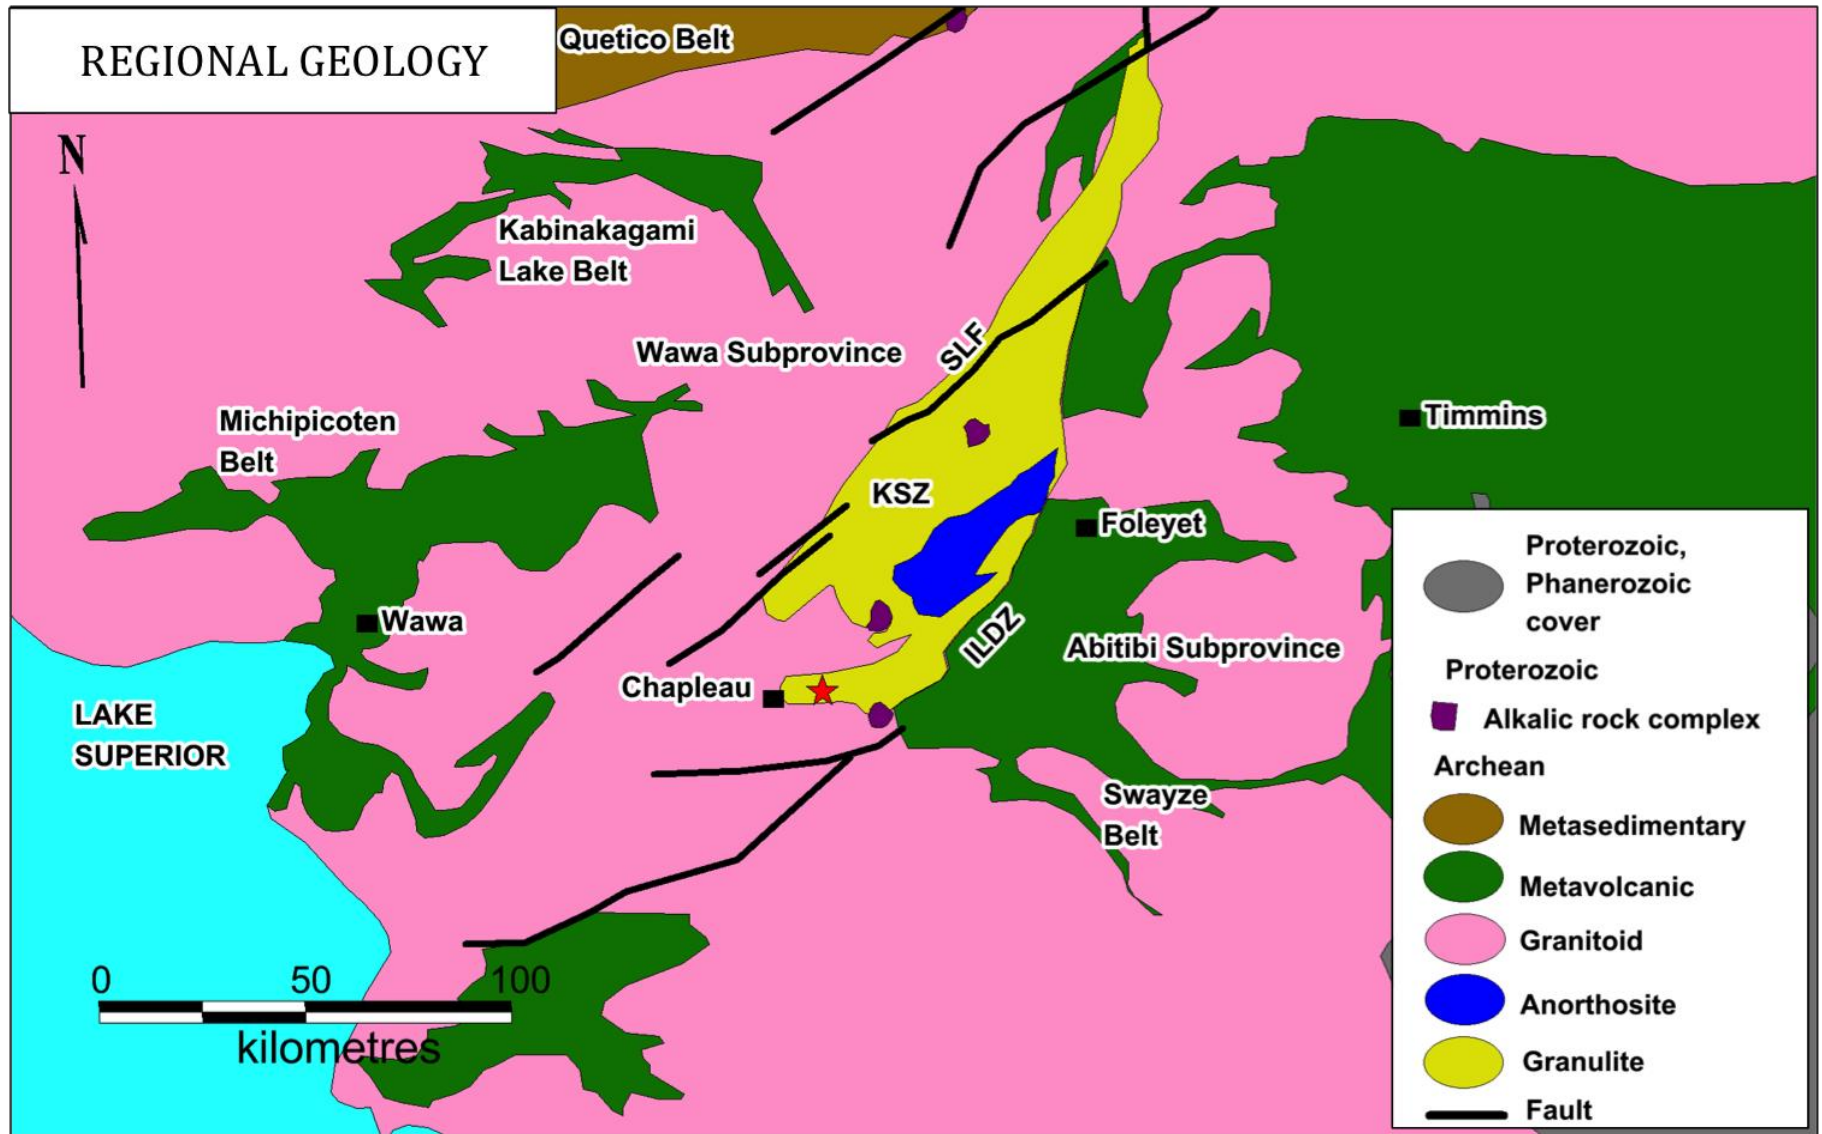 REGIONAL GEOLOGY
Quetico Belt
N
Kabinakagami
Lake Belt
Wawa Subprovince
SLF
Michipicoten
Belt
Timmins
KSZ
Foleyet
Wawa
ILDZ
Abitibi Subprovince
Chapleau
LAKE
SUPERIOR
Swayze
Belt
0 50 100
kilometres
Proterozoic,
Phanerozoic
cover
Proterozoic
Alkalic rock complex
Archean
Metasedimentary
Metavolcanic
Granitoid
Anorthosite
Granulite
Fault